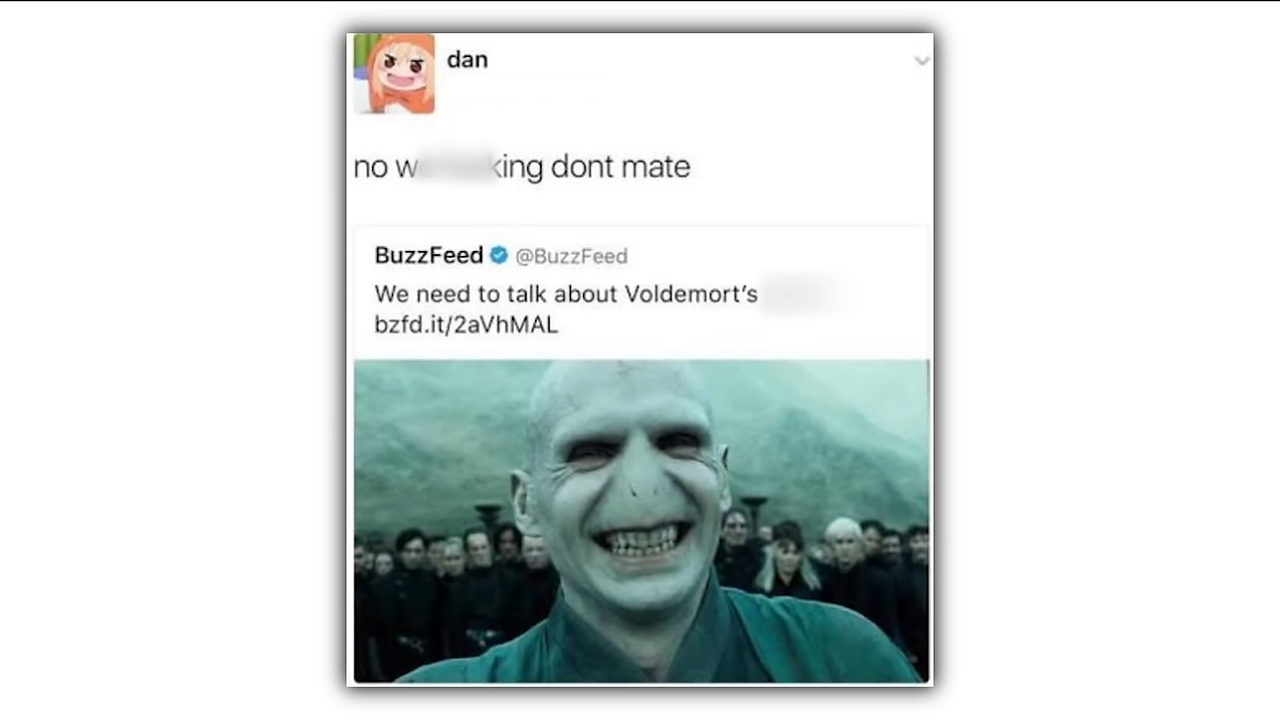 dan
no w king dont mate
BuzzFeed @BuzzFeed
We need to talk about Voldemort's
bzfd.it/2aVhMAL